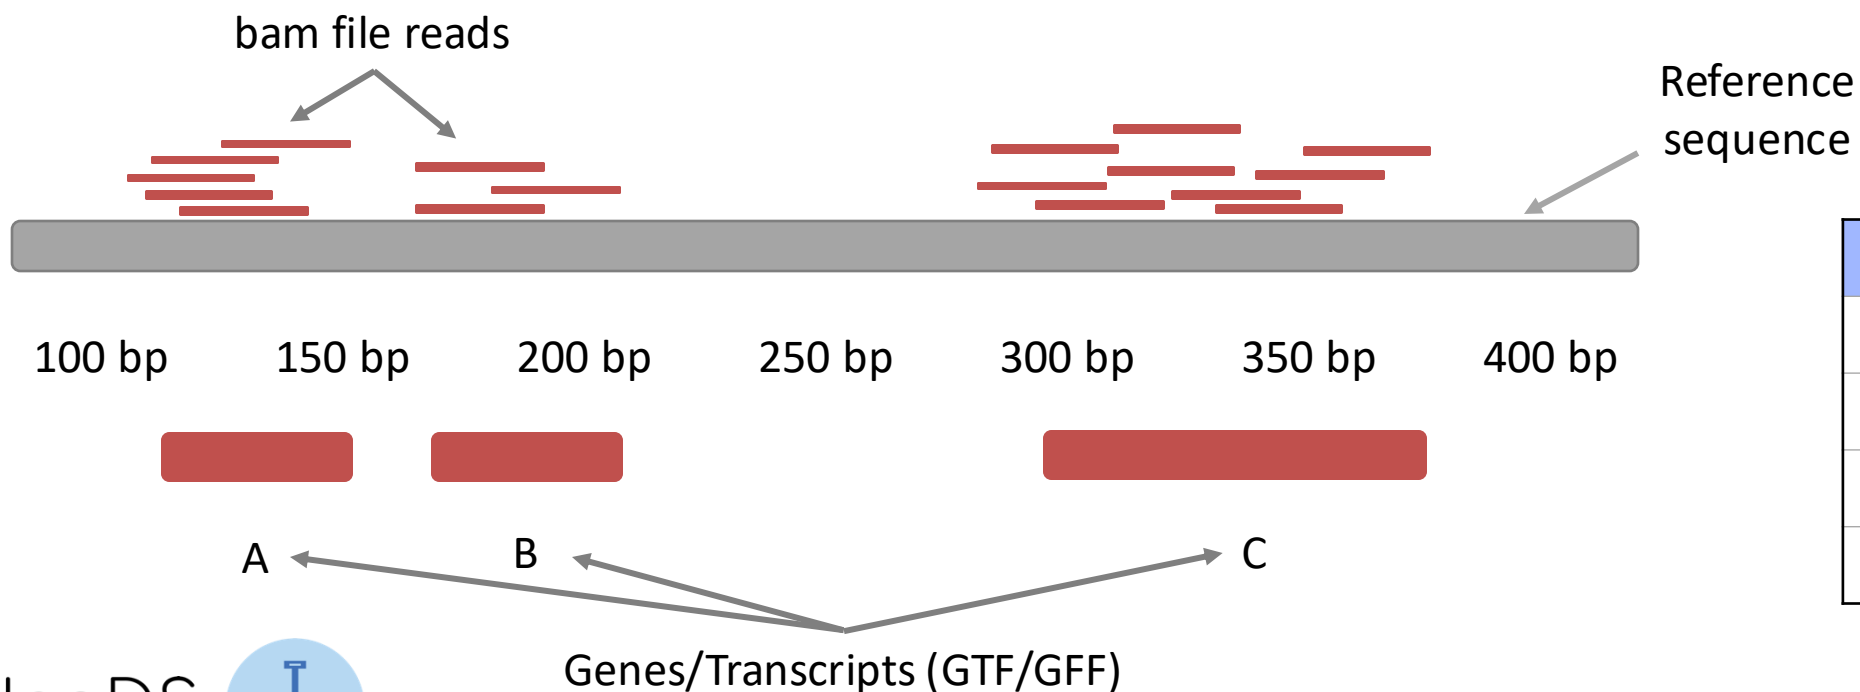 bam file reads
Reference
sequence
100 bp 150 bp 200 bp 250 bp 300 bp 350 bp 400 bp
A B C
Genes/Transcripts (GTF/GFF)